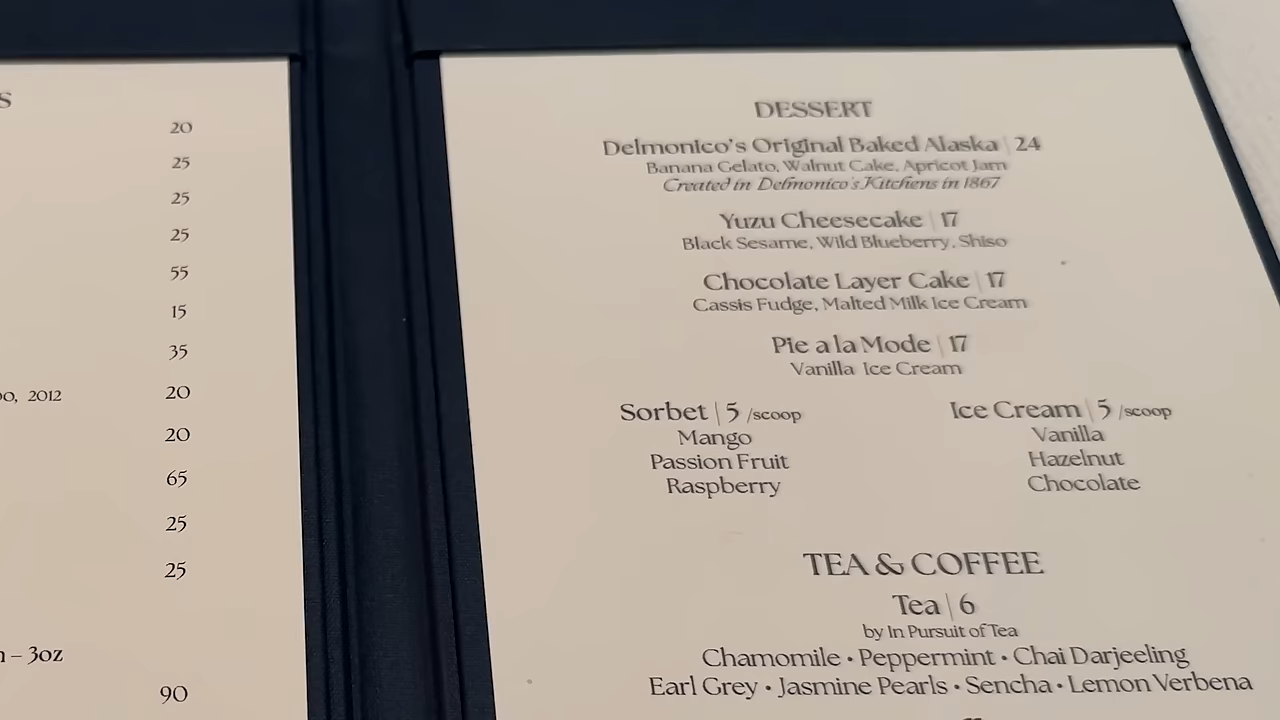 20
25
25
25
55
15
35
2012 20
20
65
25
25
– 3oz
90
DESSERT
Delmonico's Original Baked Alaska | 24
Banana Gelato, Walnut Cake, Apricot Jam
Created in Delmonico's Kitchens in 1867
Yuzu Cheesecake | 17
Black Sesame, Wild Blueberry, Shiso
Chocolate Layer Cake | 17
Cassis Fudge, Malted Milk Ice Cream
Pie a la Mode | 17
Vanilla Ice Cream
Sorbet | 5 /scoop
Mango
Passion Fruit
Raspberry
Ice Cream | 5 /scoop
Vanilla
Hazelnut
Chocolate
TEA & COFFEE
Tea | 6
by In Pursuit of Tea
Chamomile • Peppermint • Chai Darjeeling
Earl Grey • Jasmine Pearls • Sencha • Lemon Verbena